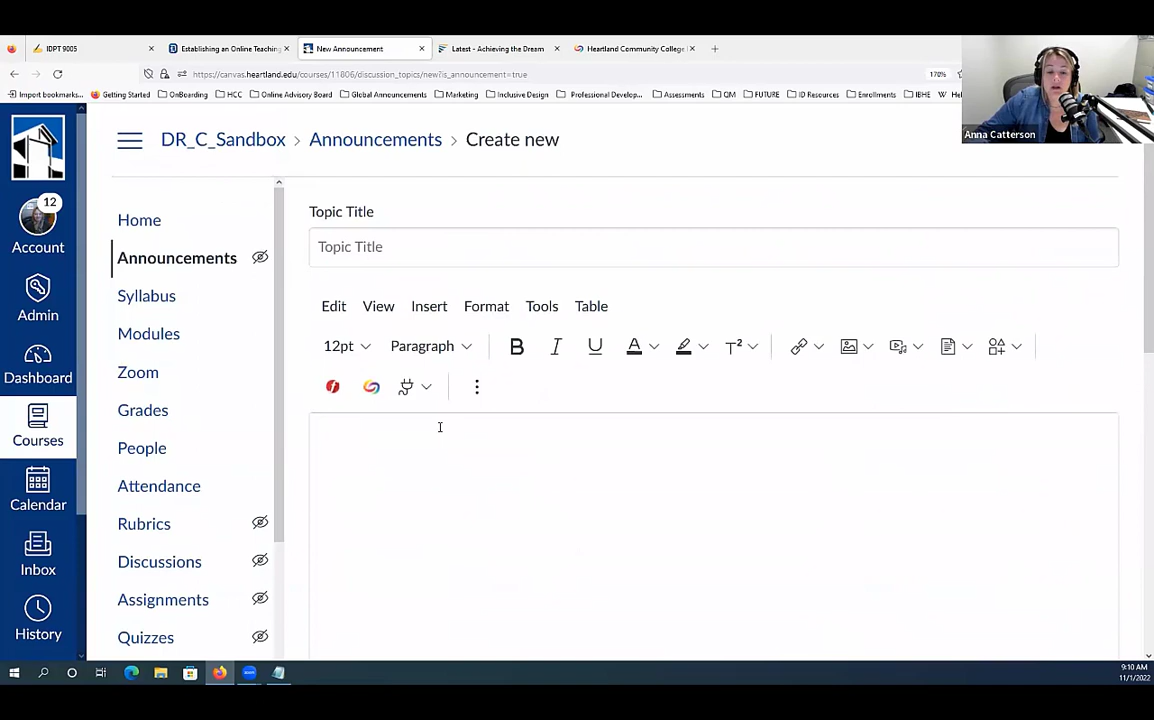 IDPT 9005
Establishing an Online Teaching
New Announcement
Latest - Achieving the Dream
Heartland Community College
https://canvas.heartland.edu/courses/11806/discussion_topics/new?is_announcement=true
170%
Import bookmarks...
Getting Started
OnBoarding
HCC
Online Advisory Board
Global Announcements
Marketing
Inclusive Design
Professional Develop...
Assessments
QM
FUTURE
ID Resources
Enrollments
IBHE
Anna Catterson
DR_C_Sandbox > Announcements > Create new
12
Account
Admin
Dashboard
Courses
Calendar
Inbox
History
Home
Announcements
Syllabus
Modules
Zoom
Grades
People
Attendance
Rubrics
Discussions
Assignments
Quizzes
Topic Title
Topic Title
Edit View Insert Format Tools Table
12pt Paragraph B I U A T²
9:10 AM
11/1/2022